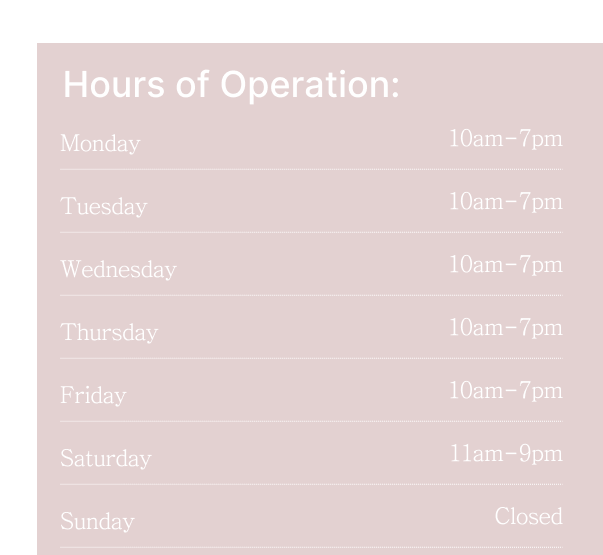 Hours of Operation:
Monday 10am-7pm
Tuesday 10am-7pm
Wednesday 10am-7pm
Thursday 10am-7pm
Friday 10am-7pm
Saturday 11am-9pm
Sunday Closed